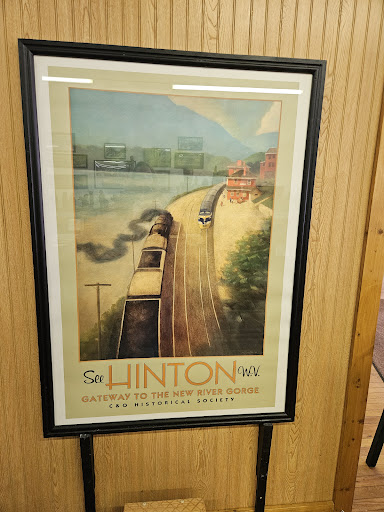 See HINTON W.V.
GATEWAY TO THE NEW RIVER GORGE
C&O HISTORICAL SOCIETY